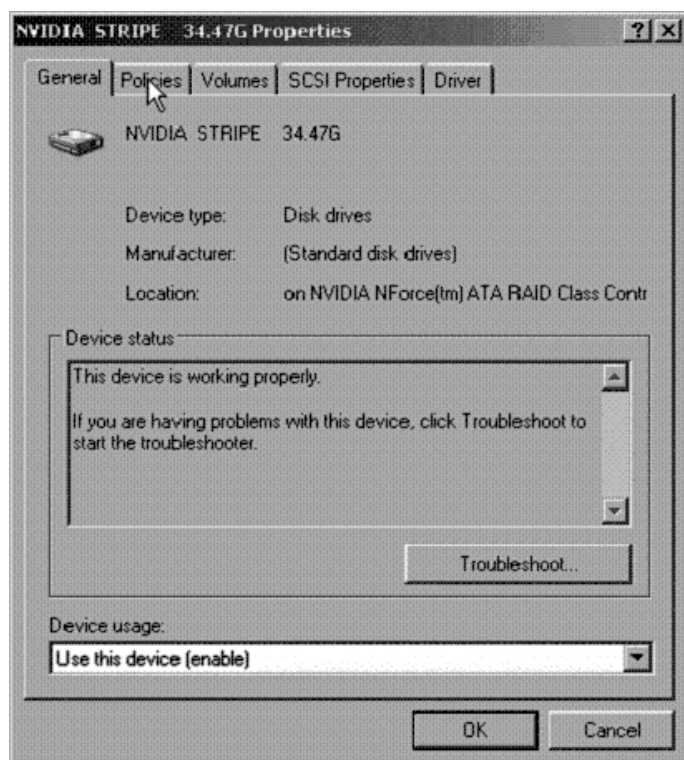 NVIDIA STRIPE 34.47G Properties
General Policies Volumes SCSI Properties Driver
NVIDIA STRIPE 34.47G
Device type: Disk drives
Manufacturer: (Standard disk drives)
Location: on NVIDIA NForce(tm) ATA RAID Class Contr
Device status
This device is working properly.
If you are having problems with this device, click Troubleshoot to
start the troubleshooter.
Troubleshoot...
Device usage:
Use this device (enable)
OK Cancel